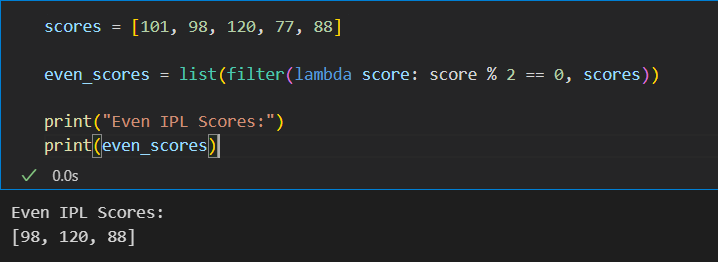 scores = [101, 98, 120, 77, 88]
even_scores = list(filter(lambda score: score % 2 == 0, scores))
print("Even IPL Scores:")
print(even_scores)
✓ 0.0s
Even IPL Scores:
[98, 120, 88]